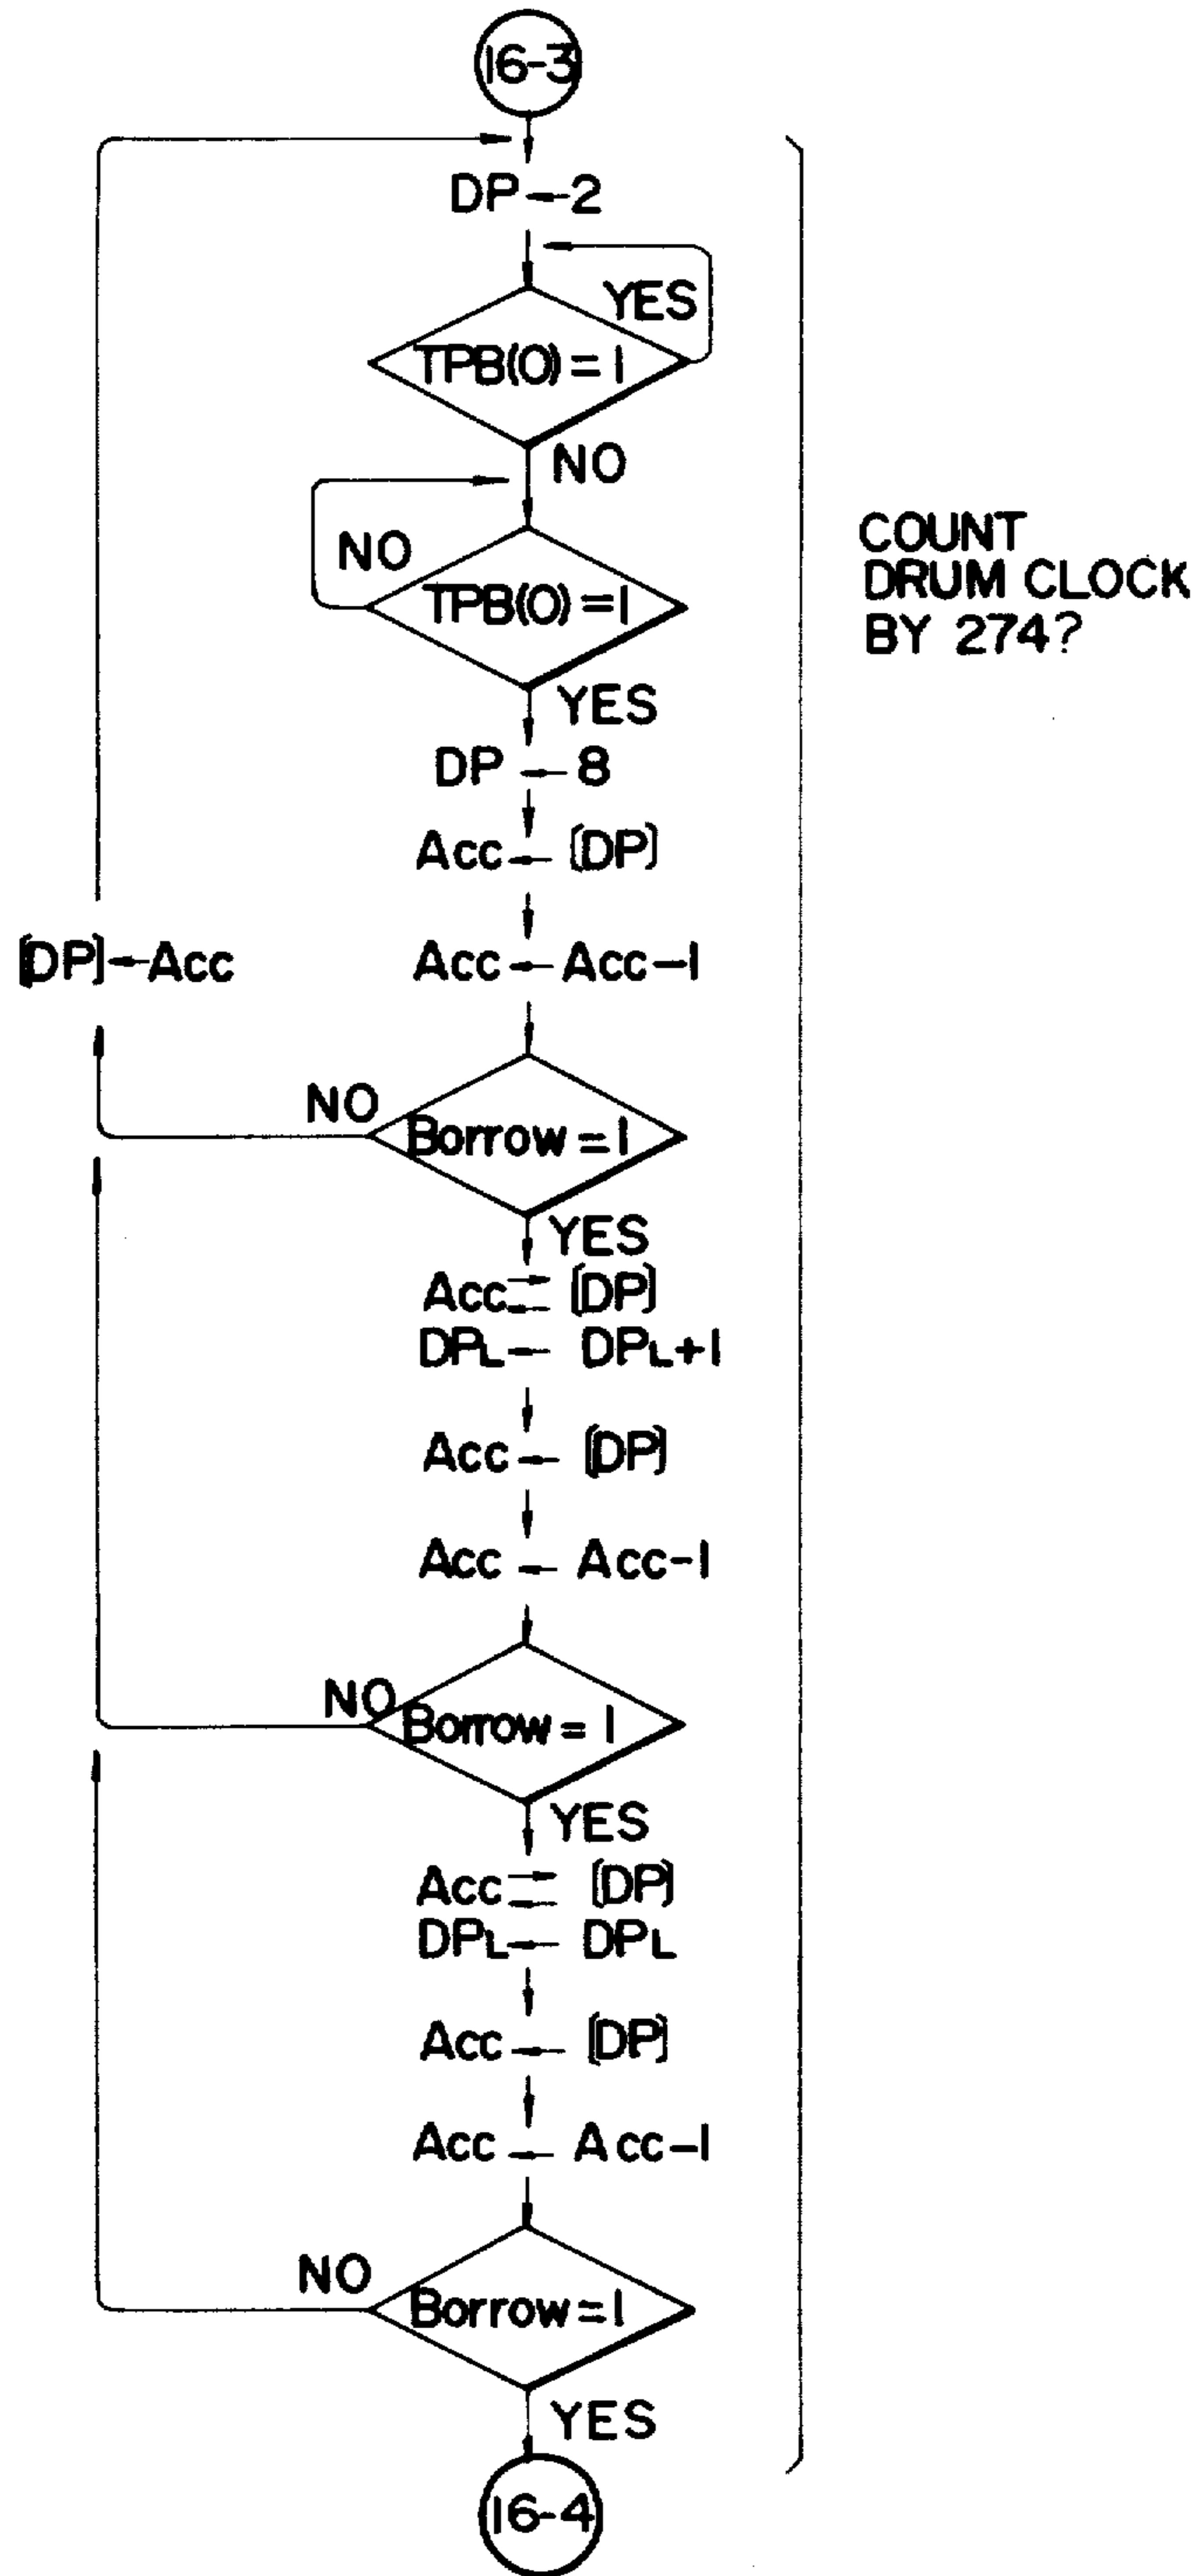 16-3
DP←2
YES
TPB(0)=1
NO
NO
TPB(0)=1
YES
COUNT
DRUM CLOCK
BY 274?
DP←8
Acc←[DP]
[DP]←Acc
Acc←Acc-1
NO
Borrow=1
YES
Acc⇄[DP]
DPL←DPL+1
Acc←[DP]
Acc←Acc-1
NO
Borrow=1
YES
Acc⇄[DP]
DPL←DPL
Acc←[DP]
Acc←Acc-1
NO
Borrow=1
YES
16-4